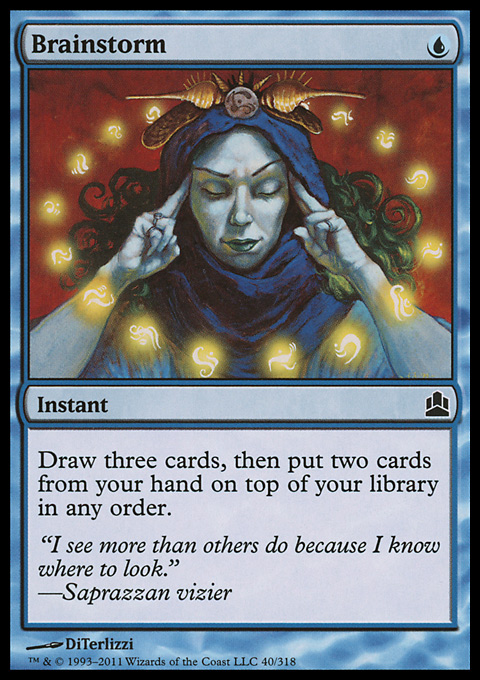 Brainstorm
Instant
Draw three cards, then put two cards
from your hand on top of your library
in any order.
“I see more than others do because I know
where to look.”
—Saprazzan vizier
DiTerlizzi
™ & © 1993–2011 Wizards of the Coast LLC 40/318